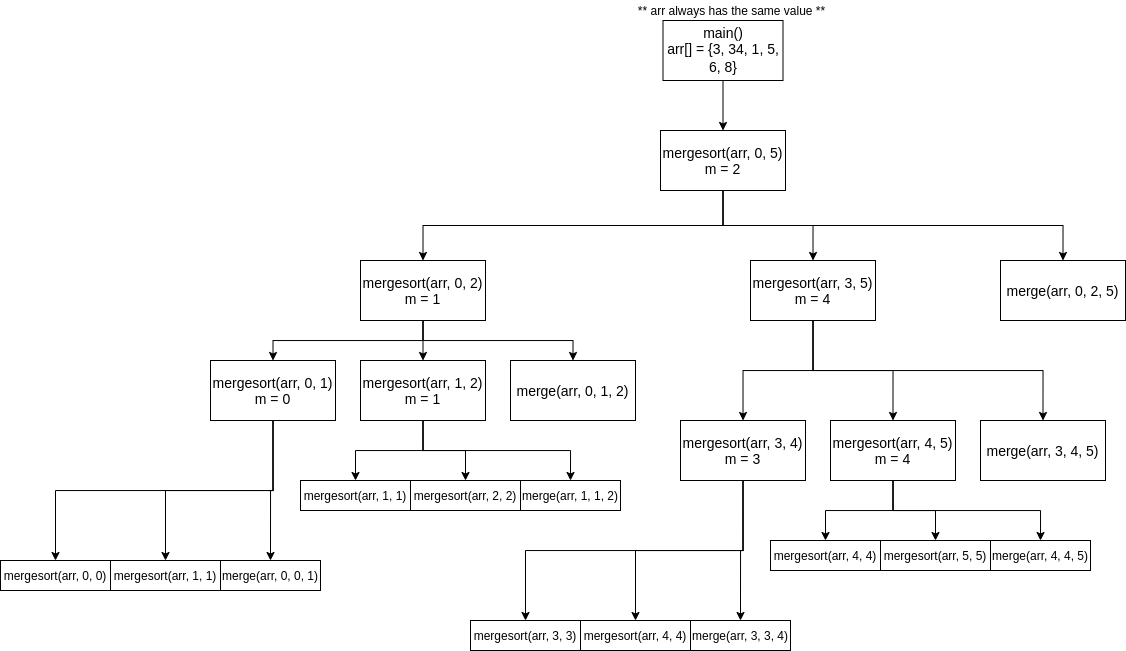 ** arr always has the same value **
main()
arr[] = {3, 34, 1, 5,
6, 8}
mergesort(arr, 0, 5)
m = 2
mergesort(arr, 0, 2)
m = 1
mergesort(arr, 3, 5)
m = 4
merge(arr, 0, 2, 5)
mergesort(arr, 0, 1)
m = 0
mergesort(arr, 1, 2)
m = 1
merge(arr, 0, 1, 2)
mergesort(arr, 3, 4)
m = 3
mergesort(arr, 4, 5)
m = 4
merge(arr, 3, 4, 5)
mergesort(arr, 1, 1)
mergesort(arr, 2, 2)
merge(arr, 1, 1, 2)
mergesort(arr, 4, 4)
mergesort(arr, 5, 5)
merge(arr, 4, 4, 5)
mergesort(arr, 0, 0)
mergesort(arr, 1, 1)
merge(arr, 0, 0, 1)
mergesort(arr, 3, 3)
mergesort(arr, 4, 4)
merge(arr, 3, 3, 4)